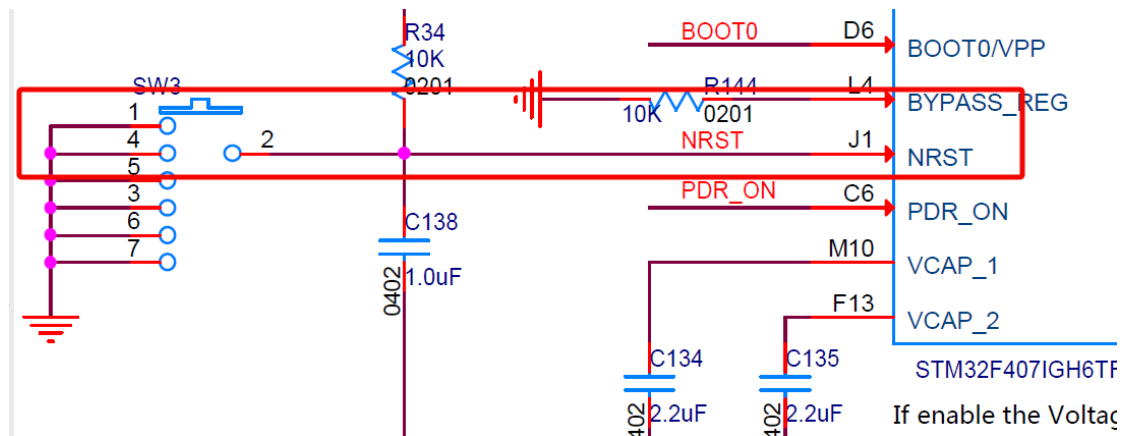 R34
10K
0201
SW3
1
4
5
3
6
7
2
C138
1.0uF
0402
BOOT0
D6
BOOT0/VPP
R144
10K
0201
L4
BYPASS_REG
NRST
J1
NRST
PDR_ON
C6
PDR_ON
M10
VCAP_1
F13
VCAP_2
C134
2.2uF
402
C135
2.2uF
402
STM32F407IGH6TF
If enable the Voltag